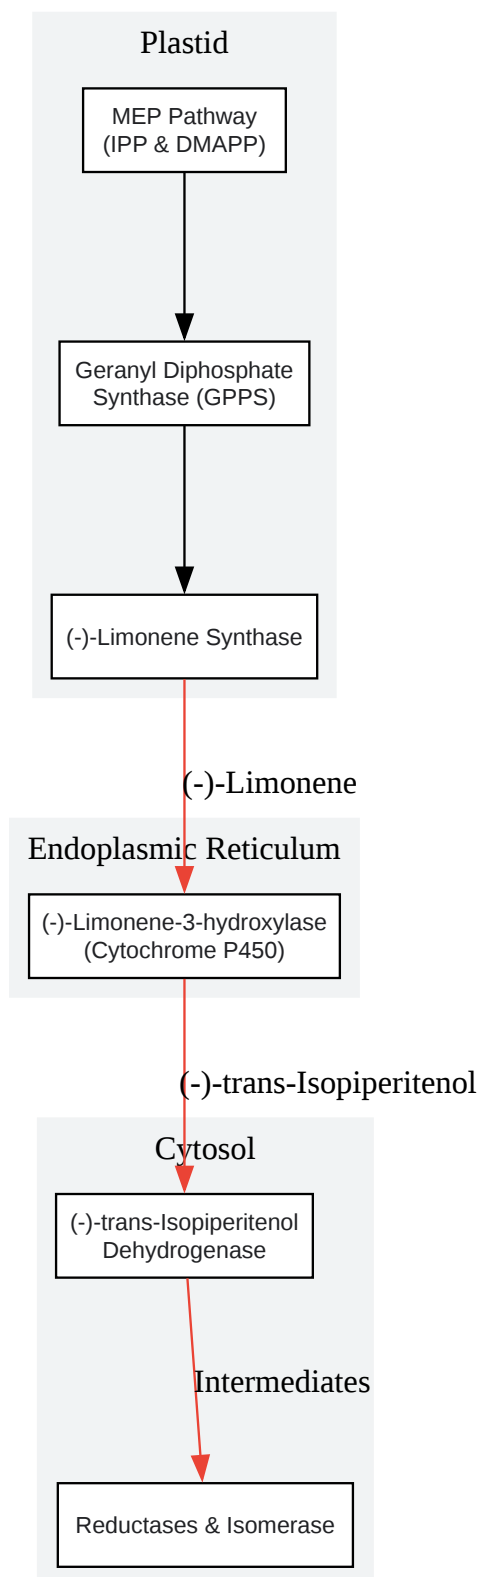 Plastid
MEP Pathway
(IPP & DMAPP)
Geranyl Diphosphate
Synthase (GPPS)
(-)-Limonene Synthase
(-)-Limonene
Endoplasmic Reticulum
(-)-Limonene-3-hydroxylase
(Cytochrome P450)
(-)-trans-Isopiperitenol
Cytosol
(-)-trans-Isopiperitenol
Dehydrogenase
Intermediates
Reductases & Isomerase